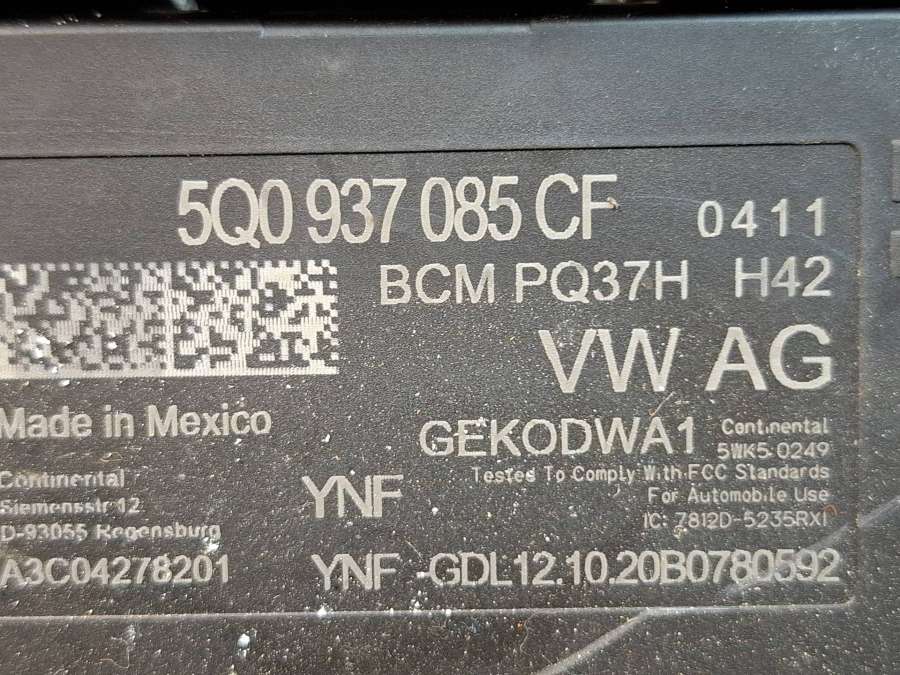 5Q0 937 085 CF 0411
BCM PQ37H H42
VW AG
Made in Mexico
GEKODWA1
Continental
5WK5 0249
Tested To Comply With FCC Standards
For Automobile Use
IC: 7812D-5235RX1
Continental
Siemensstr 12
D-93055 Regensburg
YNF
A3C04278201
YNF -GDL12.10.20B0780592